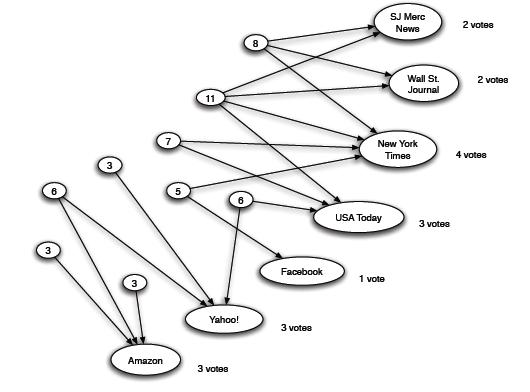 SJ Merc
News
2 votes
8
Wall St.
Journal
2 votes
11
New York
Times
4 votes
7
3
5
6
6
USA Today
3 votes
3
Facebook
1 vote
3
Yahoo!
3 votes
Amazon
3 votes